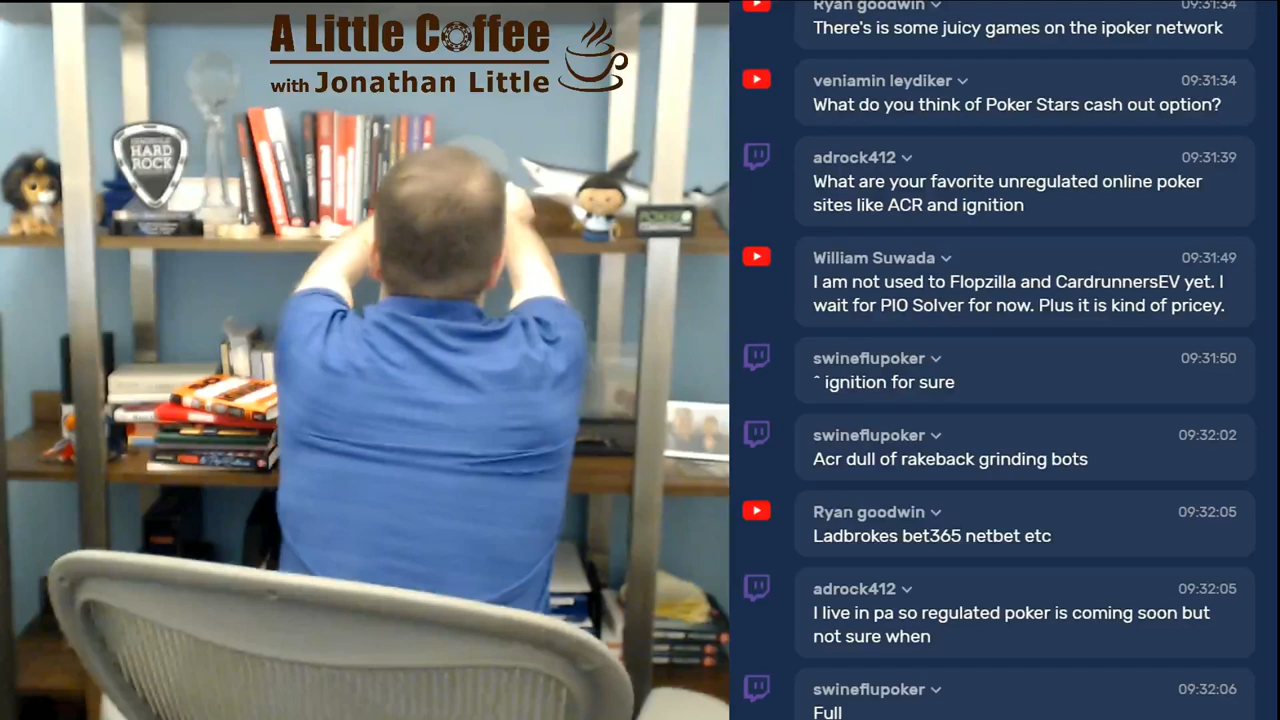 A Little Coffee
with Jonathan Little
HARD
ROCK
Ryan goodwin
09:31:34
There's is some juicy games on the ipoker network
veniamin leydiker
09:31:34
What do you think of Poker Stars cash out option?
adrock412
09:31:39
What are your favorite unregulated online poker
sites like ACR and ignition
William Suwada
09:31:49
I am not used to Flopzilla and CardrunnersEV yet. I
wait for PIO Solver for now. Plus it is kind of pricey.
swineflupoker
09:31:50
ˆ ignition for sure
swineflupoker
09:32:02
Acr dull of rakeback grinding bots
Ryan goodwin
09:32:05
Ladbrokes bet365 netbet etc
adrock412
09:32:05
I live in pa so regulated poker is coming soon but
not sure when
swineflupoker
09:32:06
Full